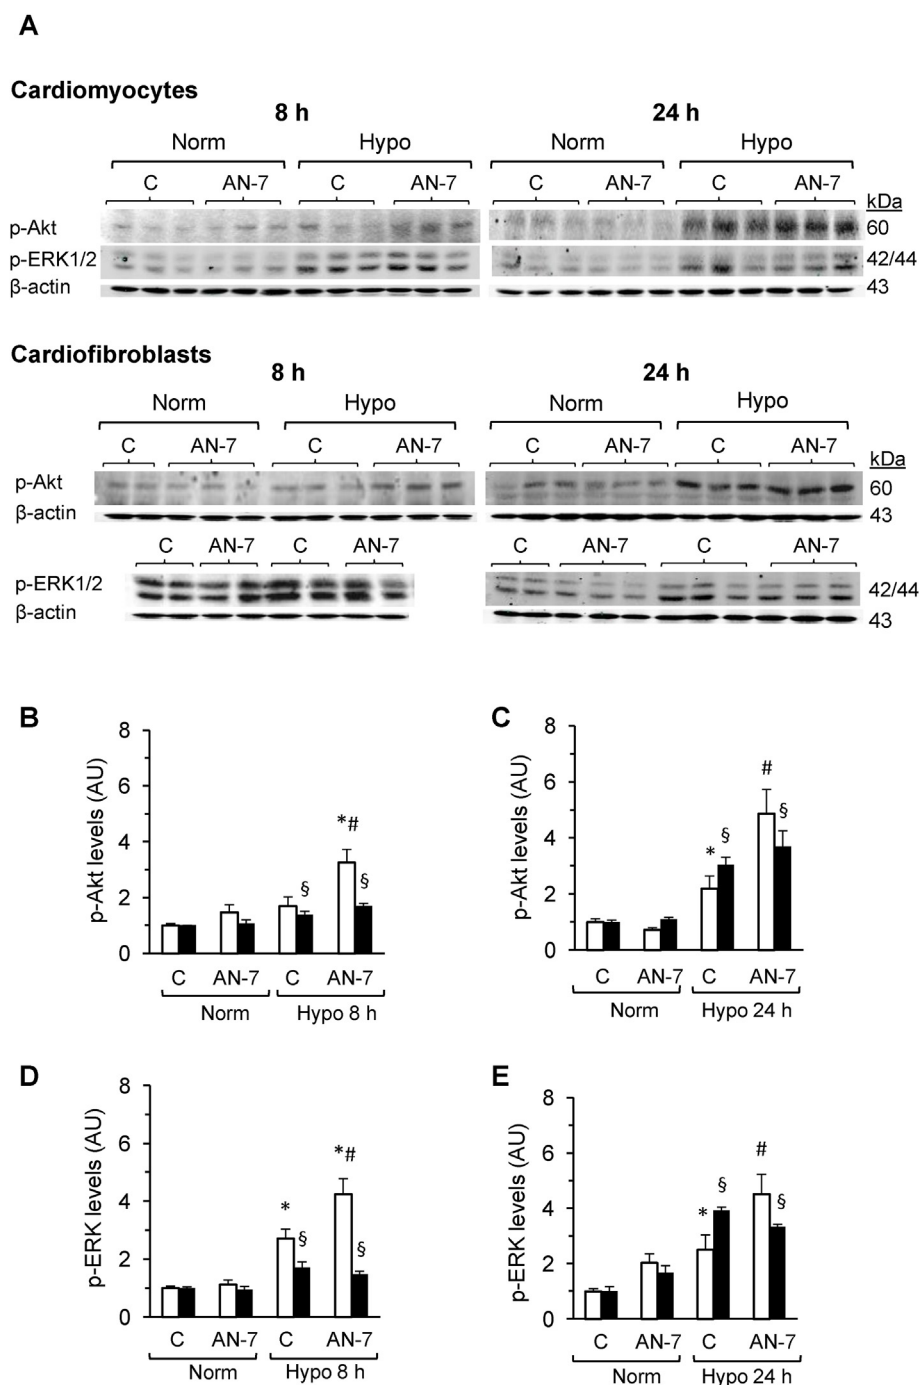 A
Cardiomyocytes
8 h 24 h
Norm Hypo Norm Hypo
C AN-7 C AN-7 C AN-7 C AN-7
kDa
p-Akt 60
p-ERK1/2 42/44
β-actin 43
Cardiofibroblasts
8 h 24 h
Norm Hypo Norm Hypo
C AN-7 C AN-7 C AN-7 C AN-7
kDa
p-Akt 60
β-actin 43
C AN-7 C AN-7 C AN-7 C AN-7
p-ERK1/2 42/44
β-actin 43
B
p-Akt levels (AU)
8
6
4
2
0
*#
§
§
C AN-7 C AN-7
Norm Hypo 8 h
C
p-Akt levels (AU)
8
6
4
2
0
*
§
#
§
C AN-7 C AN-7
Norm Hypo 24 h
D
p-ERK levels (AU)
8
6
4
2
0
*
§
*#
§
C AN-7 C AN-7
Norm Hypo 8 h
E
p-ERK levels (AU)
8
6
4
2
0
*
§
#
§
C AN-7 C AN-7
Norm Hypo 24 h